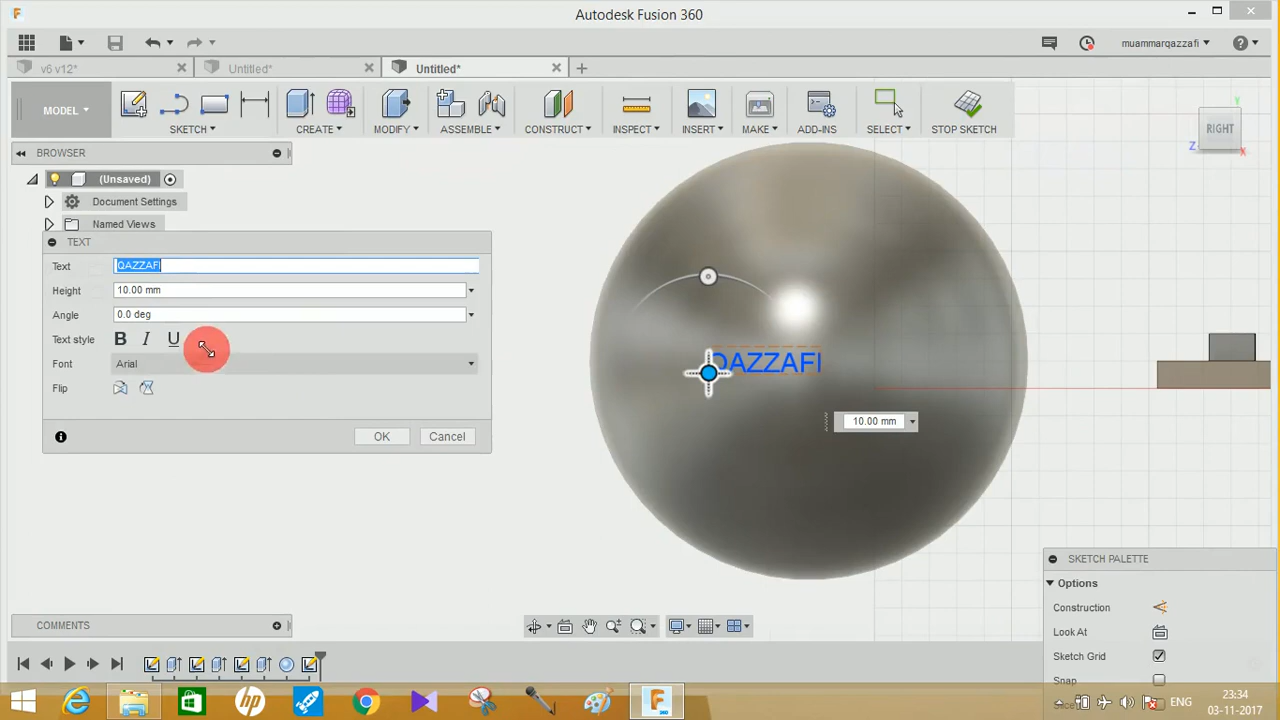 Autodesk Fusion 360
muammarqazzafi
v6 v12*
Untitled*
Untitled*
MODEL
SKETCH
CREATE
MODIFY
ASSEMBLE
CONSTRUCT
INSPECT
INSERT
MAKE
ADD-INS
SELECT
STOP SKETCH
BROWSER
(Unsaved)
Document Settings
Named Views
RIGHT
Y
Z
X
TEXT
Text QAZZAFI
Height 10.00 mm
Angle 0.0 deg
Text style B I U
Font Arial
Flip
OK Cancel
QAZZAFI
10.00 mm
SKETCH PALETTE
Options
Construction
Look At
Sketch Grid
Snap
COMMENTS
ENG
23:34
03-11-2017